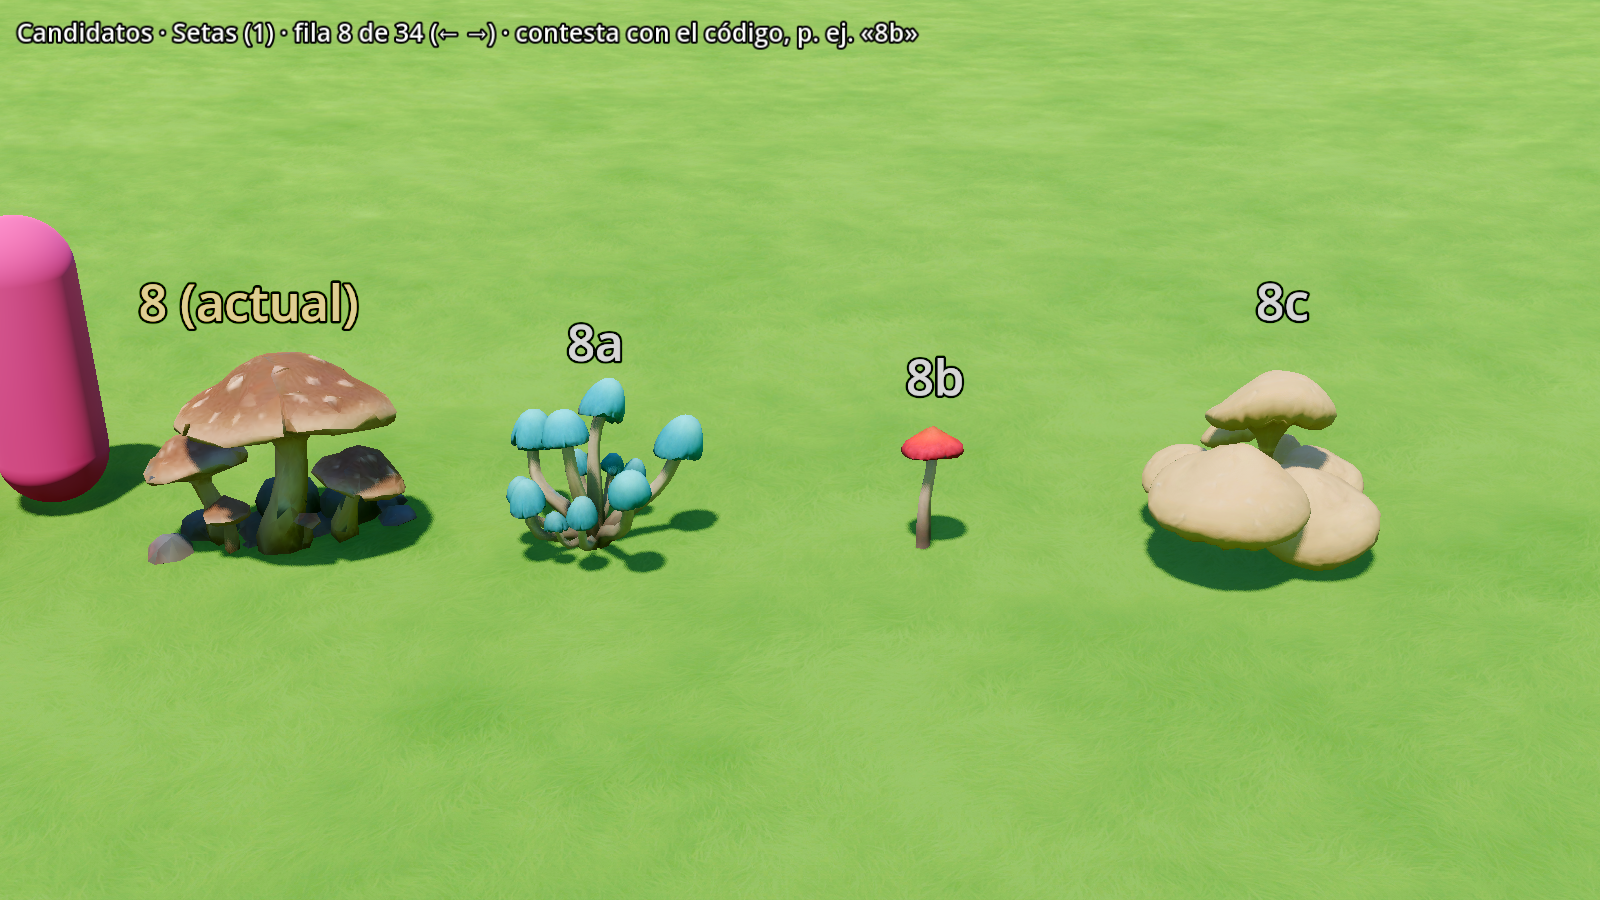 Candidatos · Setas (1) · fila 8 de 34 (← →) · contesta con el código, p. ej. «8b»
8 (actual)
8a
8b
8c